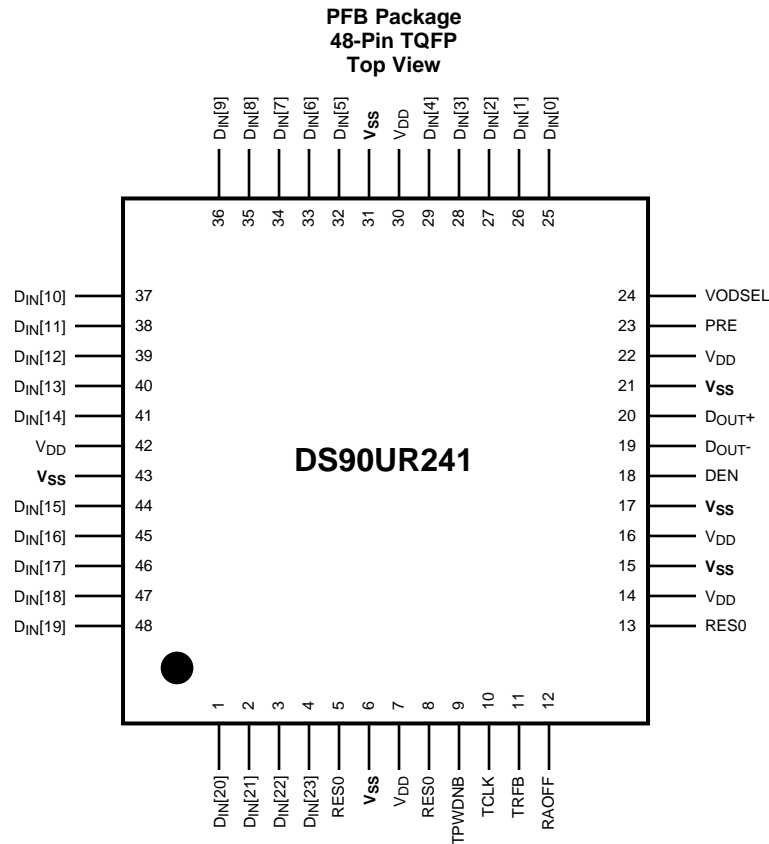 PFB Package
48-Pin TQFP
Top View
DIN[9]
DIN[8]
DIN[7]
DIN[6]
DIN[5]
VSS
VDD
DIN[4]
DIN[3]
DIN[2]
DIN[1]
DIN[0]
36
35
34
33
32
31
30
29
28
27
26
25
DIN[10] 37
DIN[11] 38
DIN[12] 39
DIN[13] 40
DIN[14] 41
VDD 42
VSS 43
DIN[15] 44
DIN[16] 45
DIN[17] 46
DIN[18] 47
DIN[19] 48
DS90UR241
24 VODSEL
23 PRE
22 VDD
21 VSS
20 DOUT+
19 DOUT-
18 DEN
17 VSS
16 VDD
15 VSS
14 VDD
13 RES0
1
2
3
4
5
6
7
8
9
10
11
12
DIN[20]
DIN[21]
DIN[22]
DIN[23]
RES0
VSS
VDD
RES0
TPWDNB
TCLK
TRFB
RAOFF